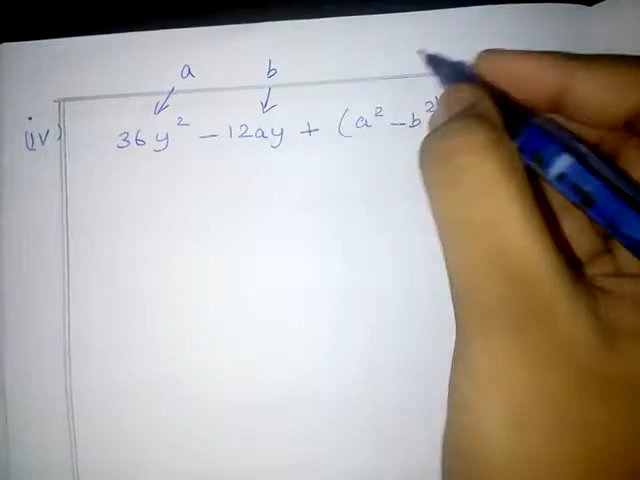 a b
(iv) 36y² - 12ay + (a² - b²